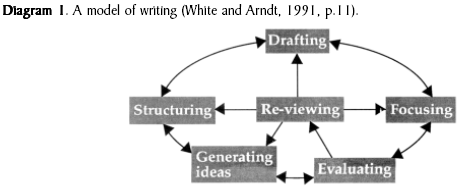 Diagram 1. A model of writing (White and Arndt, 1991, p.11).
Drafting
Structuring
Re-viewing
Focusing
Generating
ideas
Evaluating